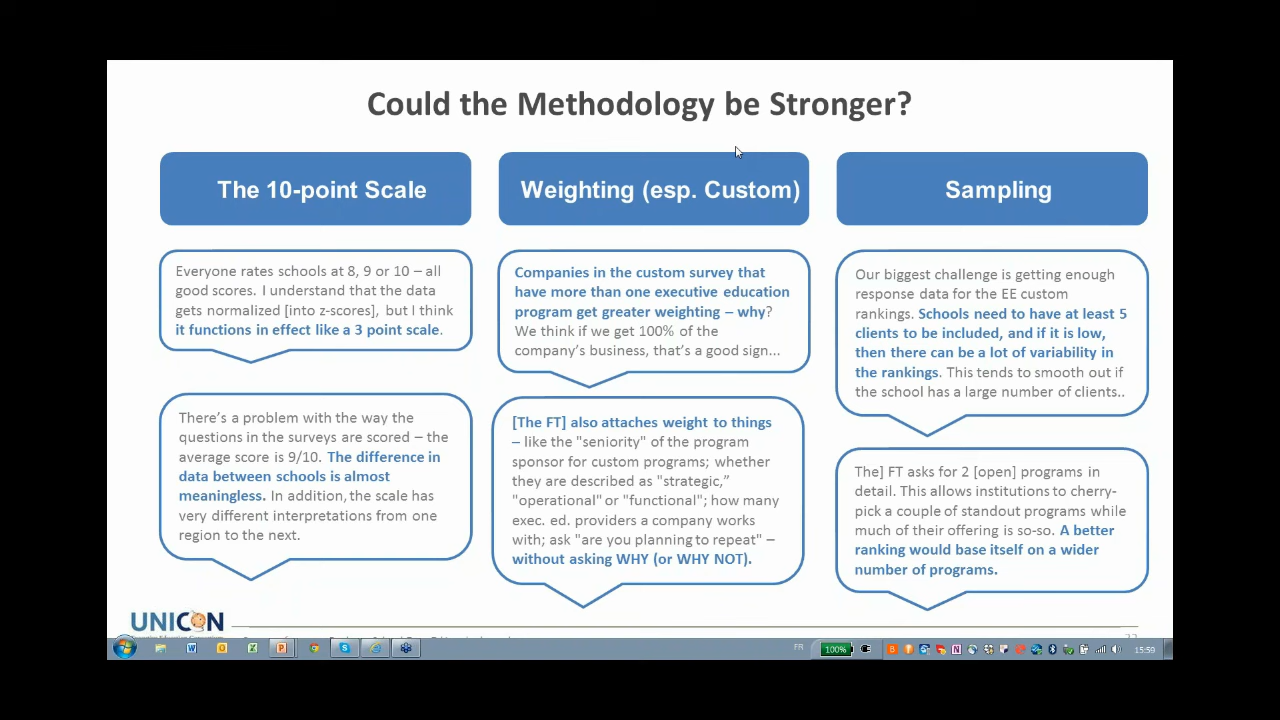 Could the Methodology be Stronger?
The 10-point Scale
Everyone rates schools at 8, 9 or 10 – all
good scores. I understand that the data
gets normalized [into z-scores], but I think
it functions in effect like a 3 point scale.
There's a problem with the way the
questions in the surveys are scored – the
average score is 9/10. The difference in
data between schools is almost
meaningless. In addition, the scale has
very different interpretations from one
region to the next.
Weighting (esp. Custom)
Companies in the custom survey that
have more than one executive education
program get greater weighting – why?
We think if we get 100% of the
company's business, that's a good sign...
[The FT] also attaches weight to things
– like the "seniority" of the program
sponsor for custom programs; whether
they are described as "strategic,"
"operational" or "functional"; how many
exec. ed. providers a company works
with; ask "are you planning to repeat" –
without asking WHY (or WHY NOT).
Sampling
Our biggest challenge is getting enough
response data for the EE custom
rankings. Schools need to have at least 5
clients to be included, and if it is low,
then there can be a lot of variability in
the rankings. This tends to smooth out if
the school has a large number of clients..
The] FT asks for 2 [open] programs in
detail. This allows institutions to cherry-
pick a couple of standout programs while
much of their offering is so-so. A better
ranking would base itself on a wider
number of programs.
UNICON
FR
100%
15:59